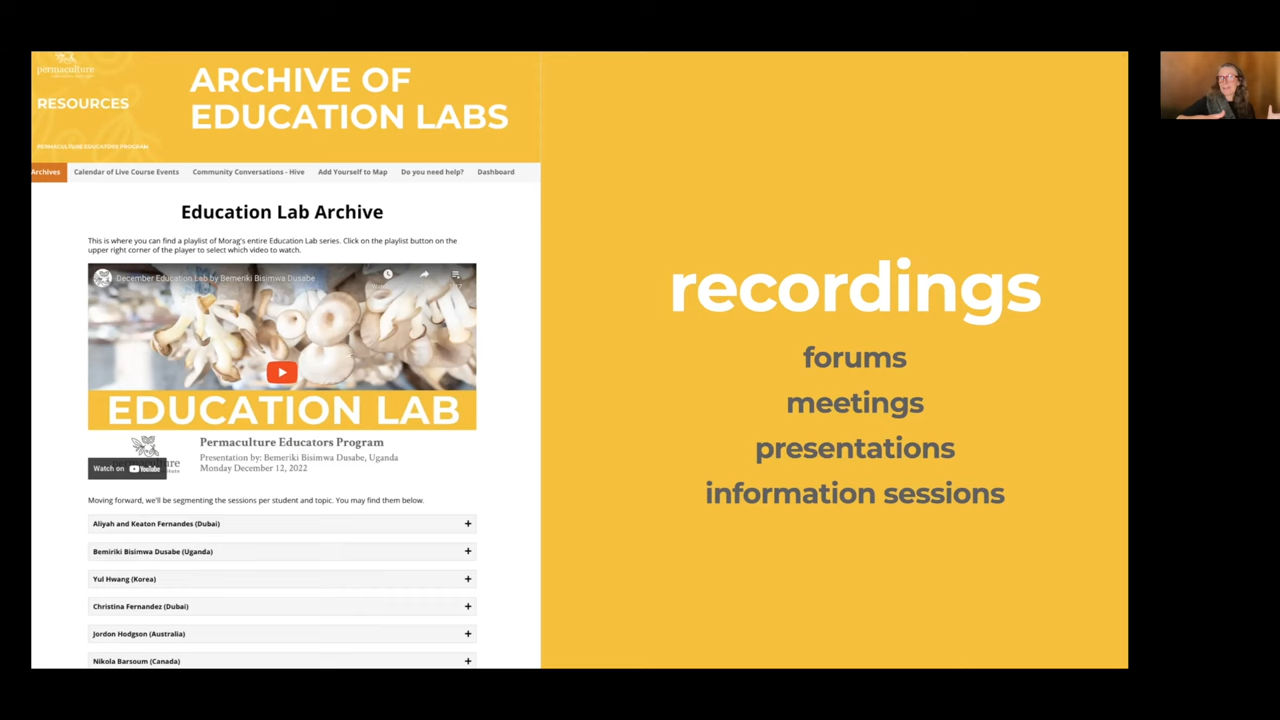 permaculture
RESOURCES
PERMACULTURE EDUCATORS PROGRAM
ARCHIVE OF
EDUCATION LABS
Archives
Calendar of Live Course Events
Community Conversations - Hive
Add Yourself to Map
Do you need help?
Dashboard
Education Lab Archive
This is where you can find a playlist of Morag's entire Education Lab series. Click on the playlist button on the
upper right corner of the player to select which video to watch.
December Education Lab by Bemeriki Bisimwa Dusabe
EDUCATION LAB
Permaculture Educators Program
Presentation by: Bemeriki Bisimwa Dusabe, Uganda
Monday December 12, 2022
Watch on YouTube
Moving forward, we'll be segmenting the sessions per student and topic. You may find them below.
Aliyah and Keaton Fernandes (Dubai)
Bemiriki Bisimwa Dusabe (Uganda)
Yul Hwang (Korea)
Christina Fernandez (Dubai)
Jordon Hodgson (Australia)
Nikola Barsoum (Canada)
recordings
forums
meetings
presentations
information sessions